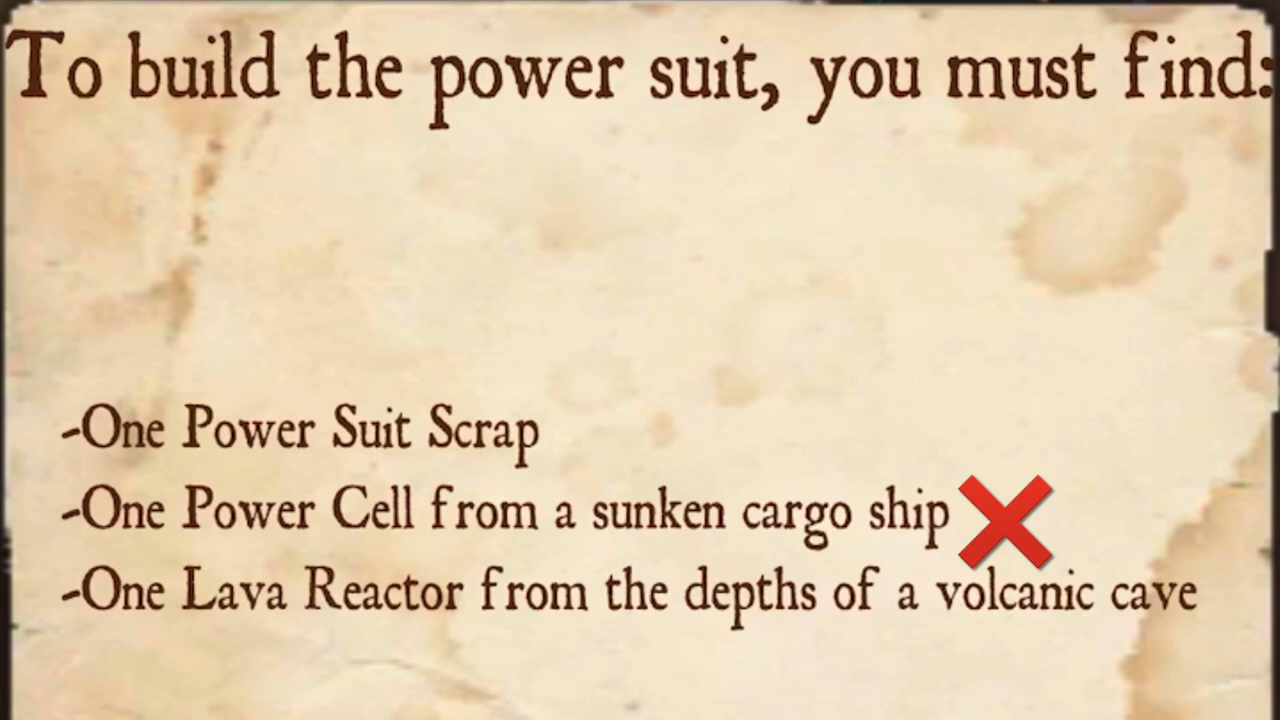 To build the power suit, you must find:
-One Power Suit Scrap
-One Power Cell from a sunken cargo ship
-One Lava Reactor from the depths of a volcanic cave